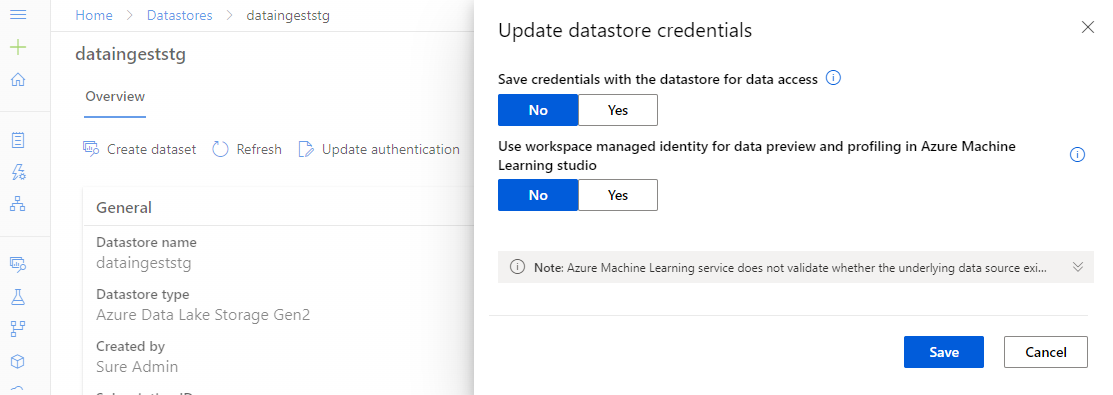 Home > Datastores > dataingeststg
dataingeststg
Overview
Create dataset Refresh Update authentication
General
Datastore name
dataingeststg
Datastore type
Azure Data Lake Storage Gen2
Created by
Sure Admin
Update datastore credentials
Save credentials with the datastore for data access
No Yes
Use workspace managed identity for data preview and profiling in Azure Machine
Learning studio
No Yes
Note: Azure Machine Learning service does not validate whether the underlying data source exi...
Save Cancel